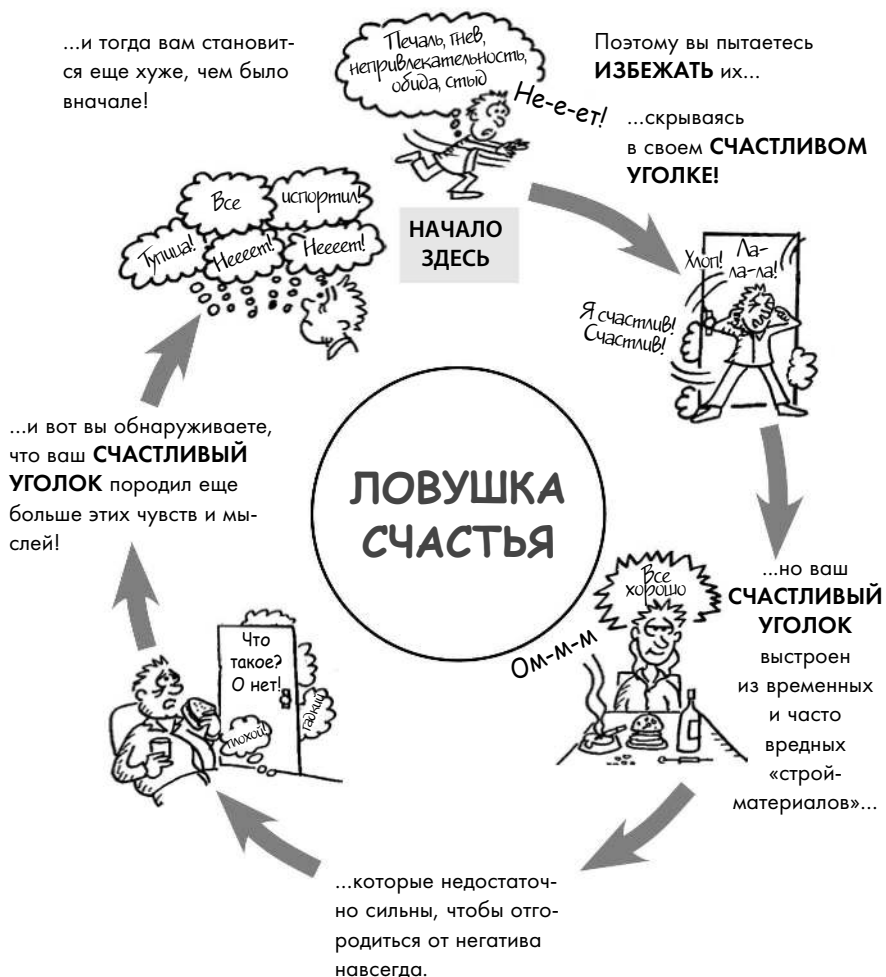 ...и тогда вам становит-
ся еще хуже, чем было
вначале!
Печаль, гнев,
непривлекательность,
обида, стыд
Не-е-ет!
Поэтому вы пытаетесь
ИЗБЕЖАТЬ их...
...скрываясь
в своем СЧАСТЛИВОМ
УГОЛКЕ!
НАЧАЛО
ЗДЕСЬ
Хлоп!
Ла-
ла-ла!
Я счастлив!
Счастлив!
...но ваш
СЧАСТЛИВЫЙ
УГОЛОК
выстроен
из временных
и часто
вредных
«строй-
материалов»...
Все
хорошо
Ом-м-м
...которые недостаточ-
но сильны, чтобы отго-
родиться от негатива
навсегда.
Что
такое?
О нет!
плохой!
гадкий
...и вот вы обнаруживаете,
что ваш СЧАСТЛИВЫЙ
УГОЛОК породил еще
больше этих чувств и мы-
слей!
Все
испортил!
Тупица!
Неееет!
Неееет!
ЛОВУШКА
СЧАСТЬЯ